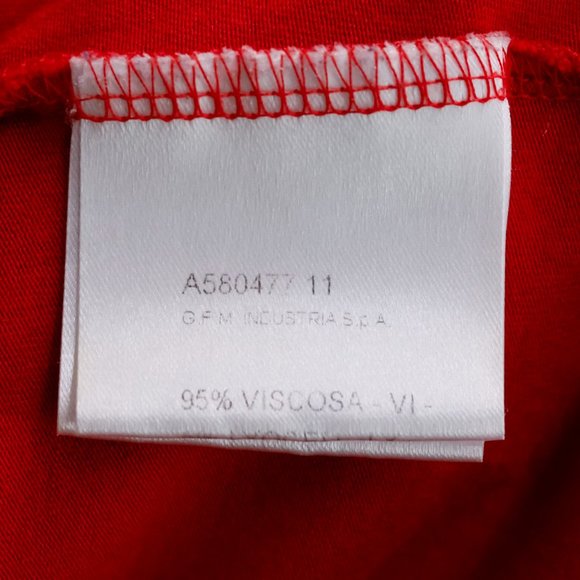 A580477 11
G.F.M. INDUSTRIA S.p.A.
95% VISCOSA - VI -